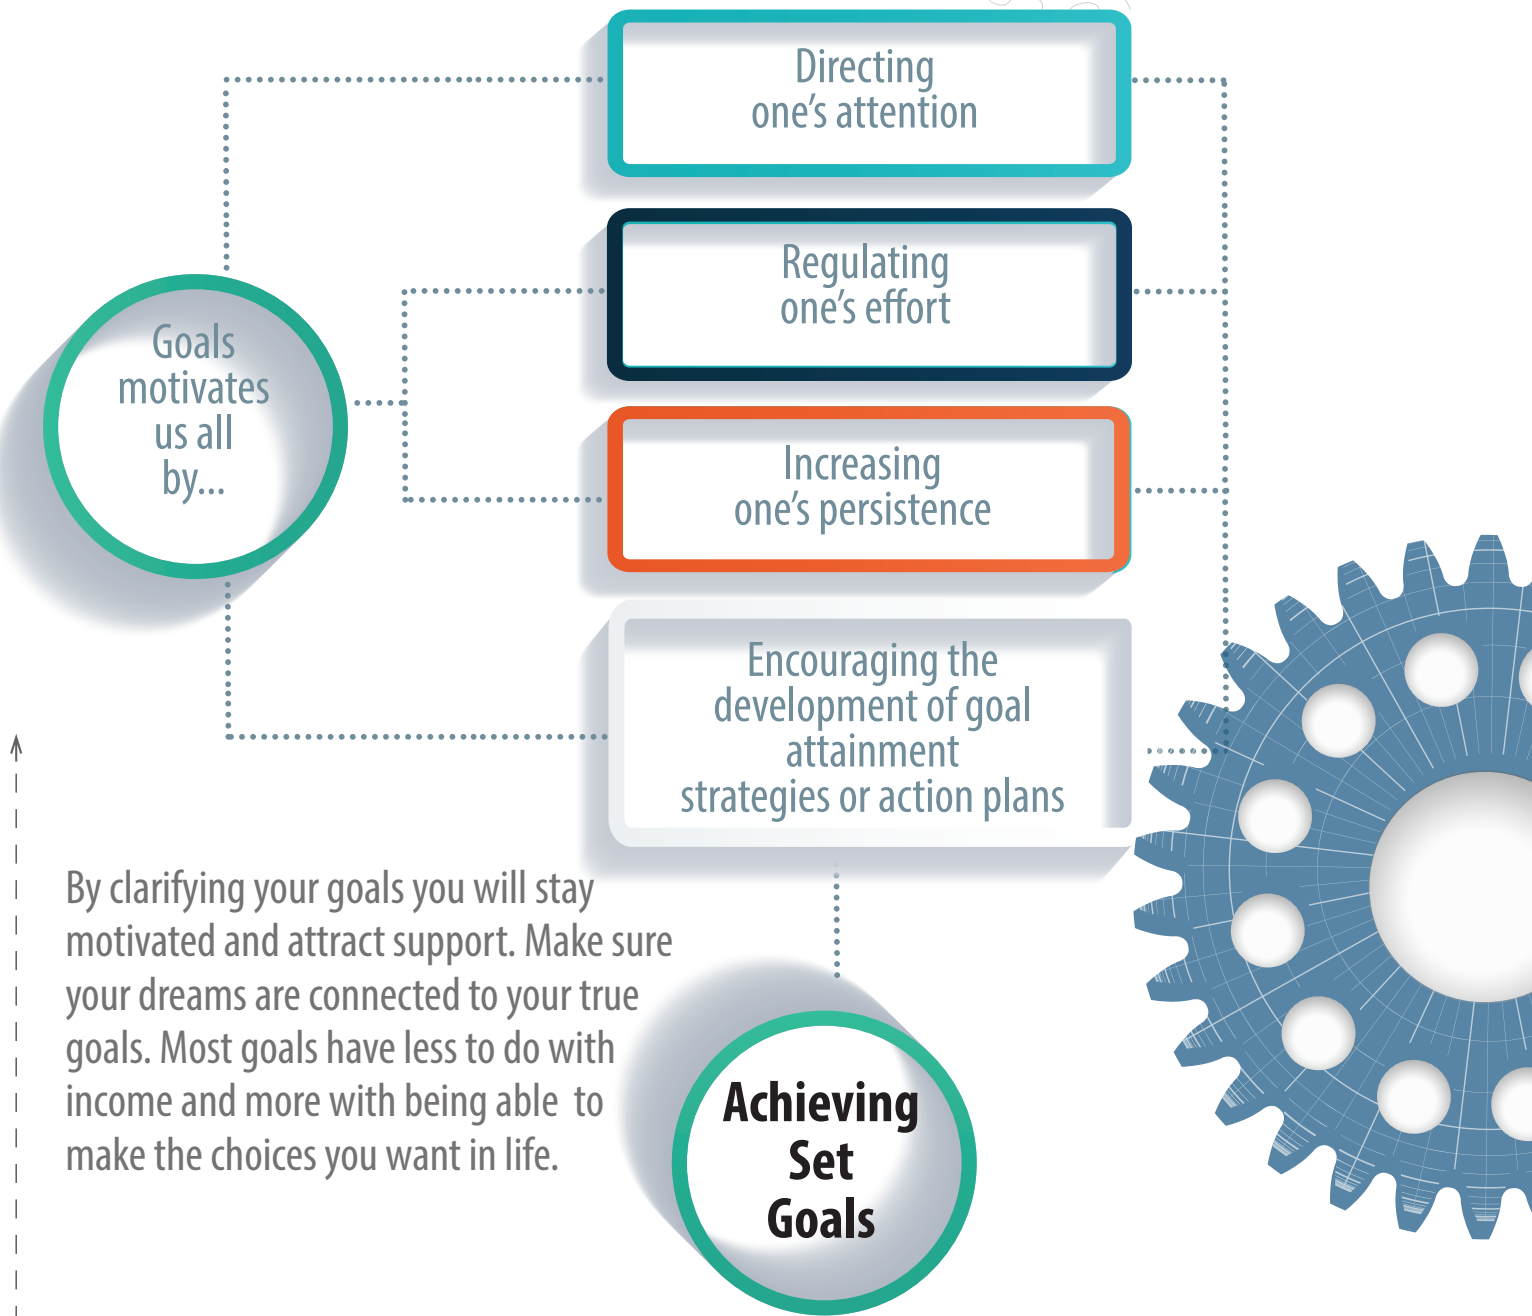 Directing
one's attention
Regulating
one's effort
Goals
motivates
us all
by...
Increasing
one's persistence
Encouraging the
development of goal
attainment
strategies or action plans
By clarifying your goals you will stay
motivated and attract support. Make sure
your dreams are connected to your true
goals. Most goals have less to do with
income and more with being able  to
make the choices you want in life.
Achieving
Set
Goals